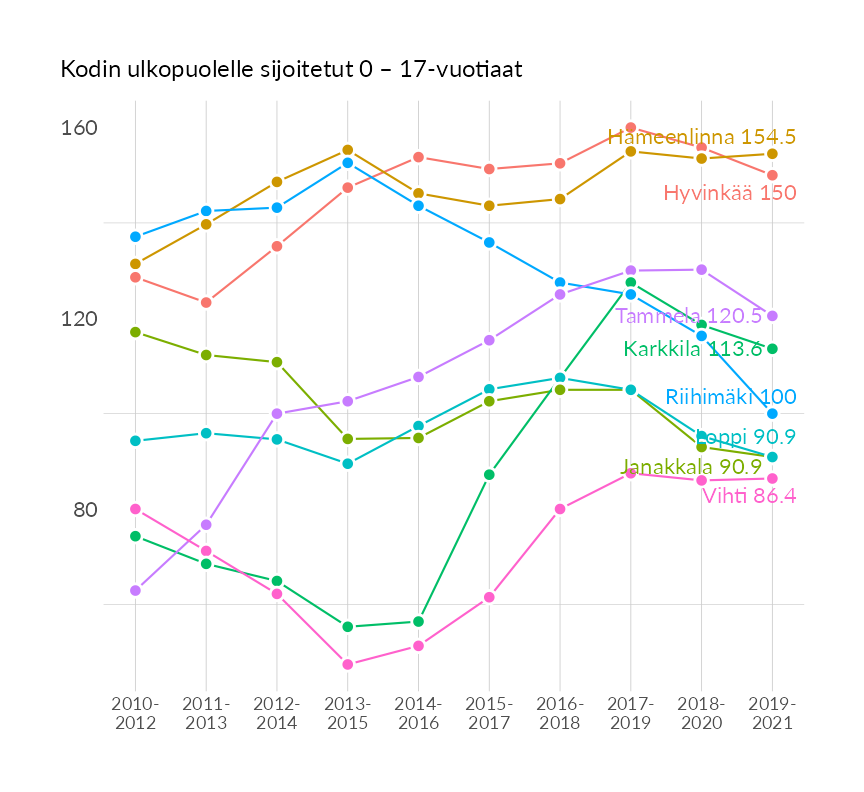 Kodin ulkopuolelle sijoitetut 0 – 17-vuotiaat
160
Hämeenlinna 154.5
Hyvinkää 150
120
Tammela 120.5
Karkkila 113.6
Riihimäki 100
Loppi 90.9
Janakkala 90.9
80
Vihti 86.4
2010- 2011- 2012- 2013- 2014- 2015- 2016- 2017- 2018- 2019-
2012 2013 2014 2015 2016 2017 2018 2019 2020 2021